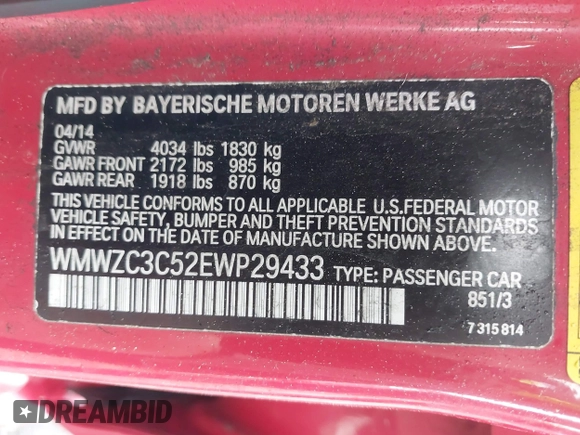 MFD BY BAYERISCHE MOTOREN WERKE AG
04/14
GVWR 4034 lbs 1830 kg
GAWR FRONT 2172 lbs 985 kg
GAWR REAR 1918 lbs 870 kg
THIS VEHICLE CONFORMS TO ALL APPLICABLE U.S.FEDERAL MOTOR
VEHICLE SAFETY, BUMPER AND THEFT PREVENTION STANDARDS
IN EFFECT ON THE DATE OF MANUFACTURE SHOWN ABOVE.
WMWZC3C52EWP29433 TYPE: PASSENGER CAR
851/3
7 315 814
DREAMBID